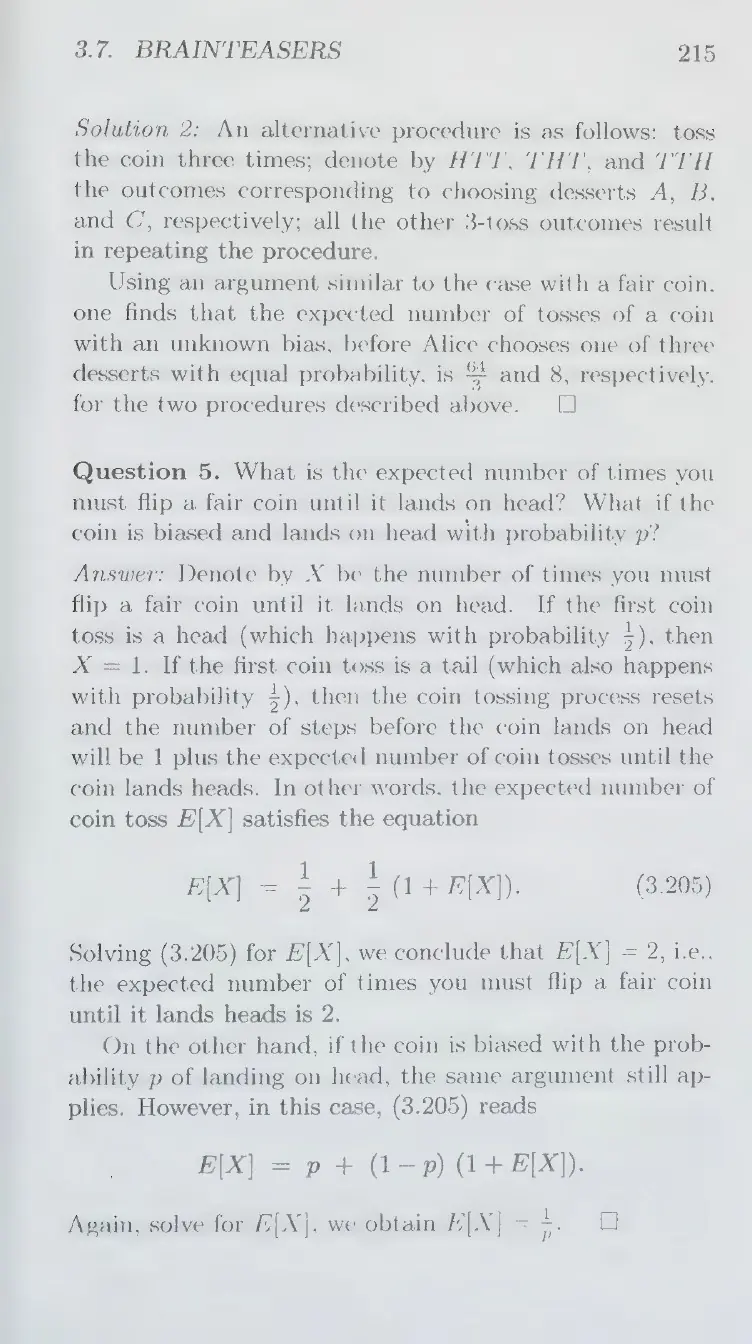 3.7. BRAINTEASERS 215
Solution 2: An alternative procedure is as follows: toss
the coin three times; denote by HTT, THT, and TTH
the outcomes corresponding to choosing desserts A, B,
and C, respectively; all the other 3-toss outcomes result
in repeating the procedure.
Using an argument similar to the case with a fair coin,
one finds that the expected number of tosses of a coin
with an unknown bias, before Alice chooses one of three
desserts with equal probability, is 64/3 and 8, respectively,
for the two procedures described above. □
Question 5. What is the expected number of times you
must flip a fair coin until it lands on head? What if the
coin is biased and lands on head with probability p?
Answer: Denote by X be the number of times you must
flip a fair coin until it lands on head. If the first coin
toss is a head (which happens with probability 1/2), then
X = 1. If the first coin toss is a tail (which also happens
with probability 1/2), then the coin tossing process resets
and the number of steps before the coin lands on head
will be 1 plus the expected number of coin tosses until the
coin lands heads. In other words, the expected number of
coin toss E[X] satisfies the equation
E[X] = 1/2 + 1/2 (1 + E[X]). (3.205)
Solving (3.205) for E[X], we conclude that E[X] = 2, i.e.,
the expected number of times you must flip a fair coin
until it lands heads is 2.
On the other hand, if the coin is biased with the prob-
ability p of landing on head, the same argument still ap-
plies. However, in this case, (3.205) reads
E[X] = p + (1 − p) (1 + E[X]).
Again, solve for E[X], we obtain E[X] = 1/p. □